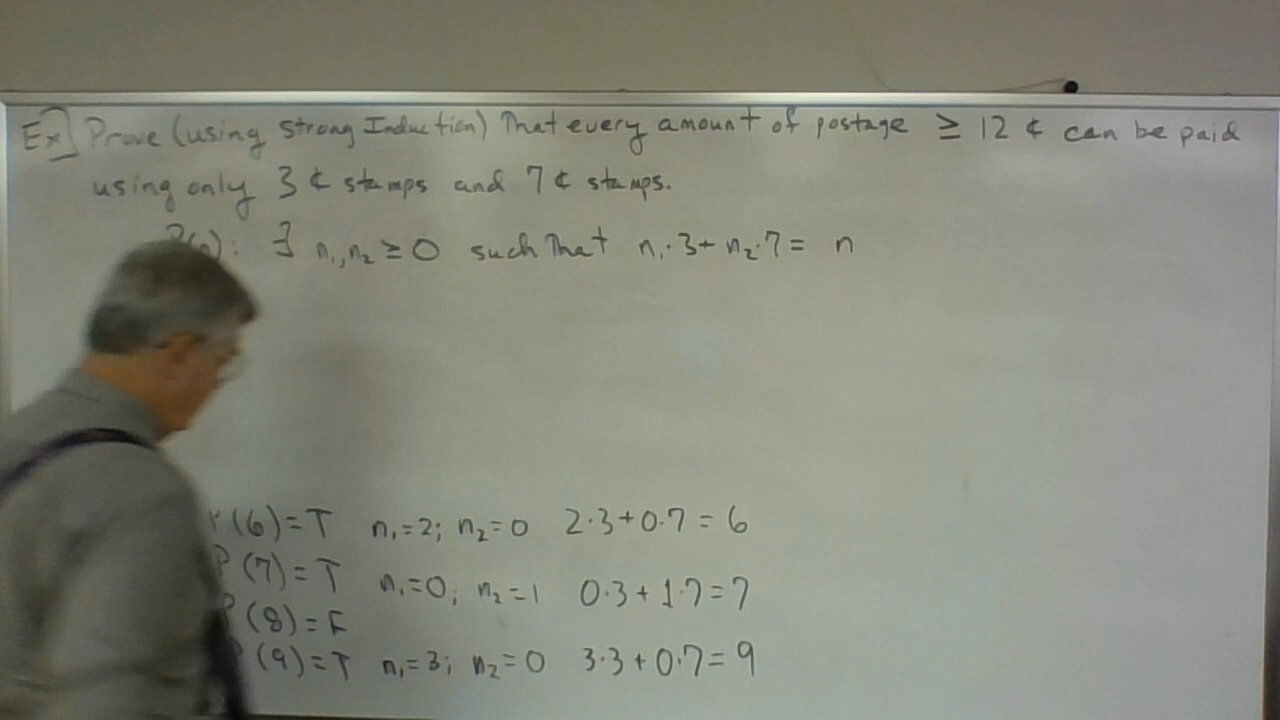 Ex] Prove (using strong Induction) That every amount of postage ≥ 12 ¢ can be paid
using only 3 ¢ stamps and 7 ¢ stamps.
P(n): ∃ n₁,n₂ ≥ 0 such That n₁·3+ n₂·7 = n
P(6)=T n₁=2; n₂=0 2·3+0·7 = 6
P(7)=T n₁=0; n₂=1 0·3+1·7=7
P(8)=F
P(9)=T n₁=3; n₂=0 3·3+0·7=9